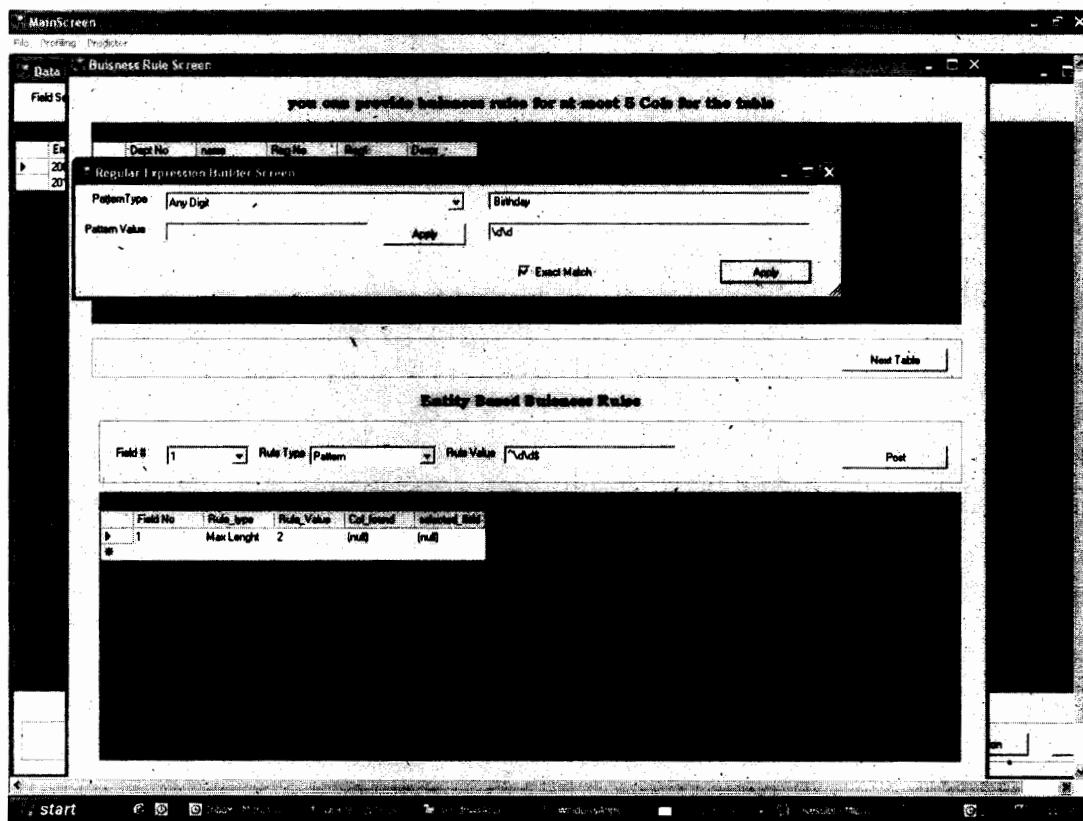 MainScreen
File Profiling Predictor
Data
Buisness Rule Screen
you can provide buisness rules for at-most 5 Cols for the table
Dept No name Reg No
Regular Expression Builder Screen
PatternType Any Digit Birthday
Pattern Value Apply \d\d
Exact Match Apply
Next Table
Entity Based Buisness Rules
Field # 1 Rule Type Pattern Rule Value ^\d\d$ Post
Field No Rule_type Rule_Value
1 Max Lenght 2 (null) (null)
start